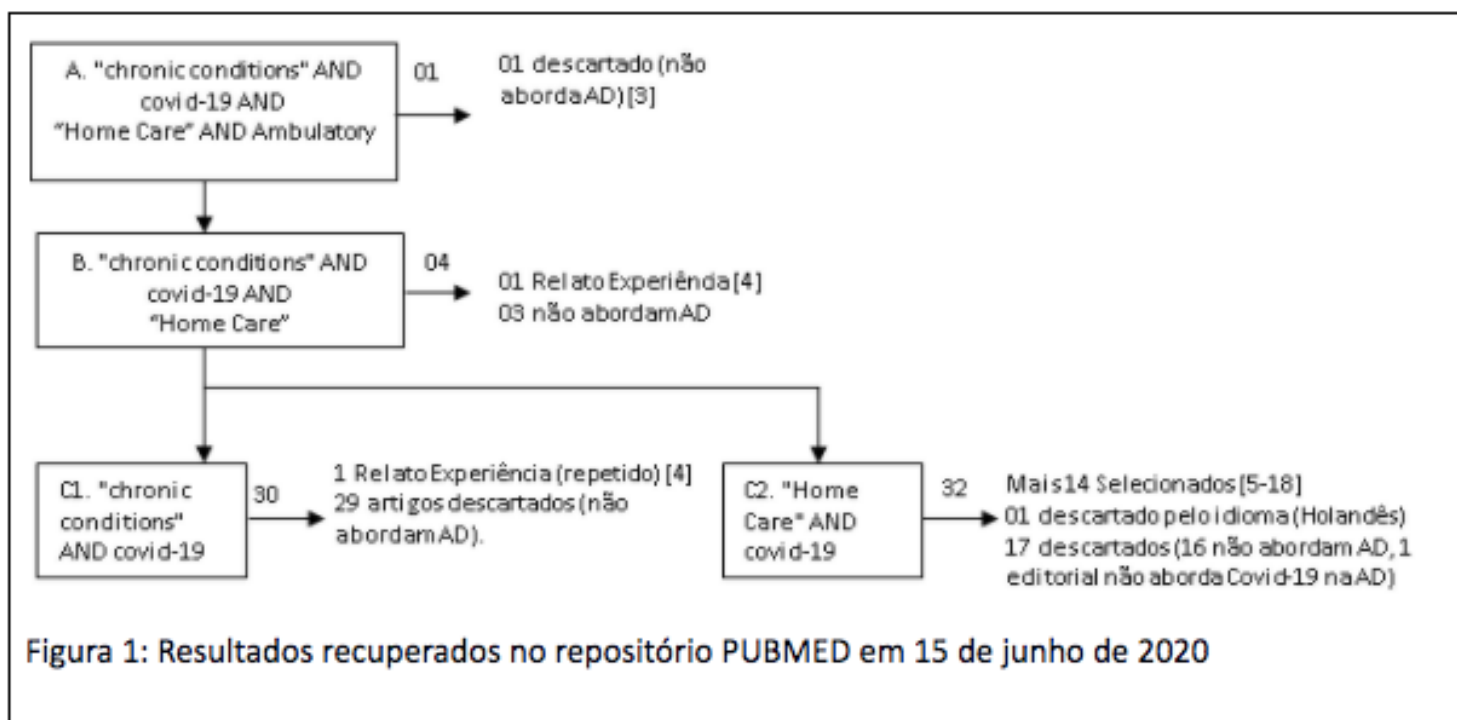 A. "chronic conditions" AND
covid-19 AND
“Home Care” AND Ambulatory
01
01 descartado (não
aborda AD) [3]
B. "chronic conditions" AND
covid-19 AND
“Home Care”
04
01 Relato Experiência [4]
03 não abordam AD
C1. "chronic
conditions"
AND covid-19
30
1 Relato Experiência (repetido) [4]
29 artigos descartados (não
abordam AD).
C2. "Home
Care" AND
covid-19
32
Mais 14 Selecionados [5-18]
01 descartado pelo idioma (Holandês)
17 descartados (16 não abordam AD, 1
editorial não aborda Covid-19 na AD)
Figura 1: Resultados recuperados no repositório PUBMED em 15 de junho de 2020